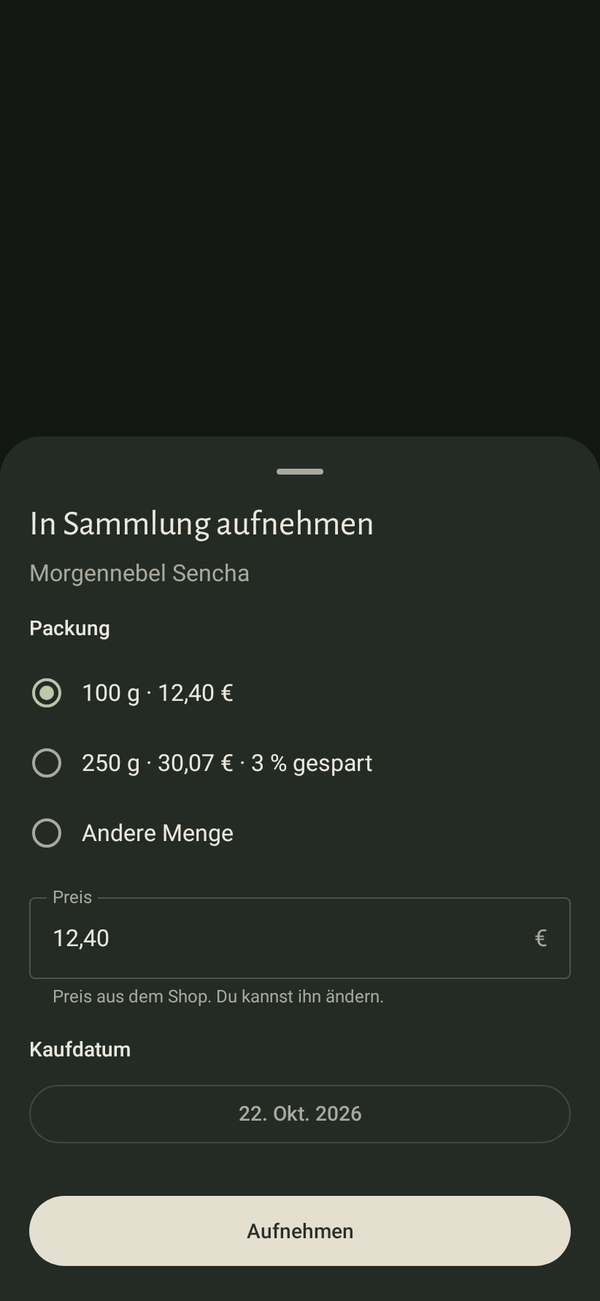 In Sammlung aufnehmen
Morgennebel Sencha
Packung
100 g · 12,40 €
250 g · 30,07 € · 3 % gespart
Andere Menge
Preis
12,40 €
Preis aus dem Shop. Du kannst ihn ändern.
Kaufdatum
22. Okt. 2026
Aufnehmen